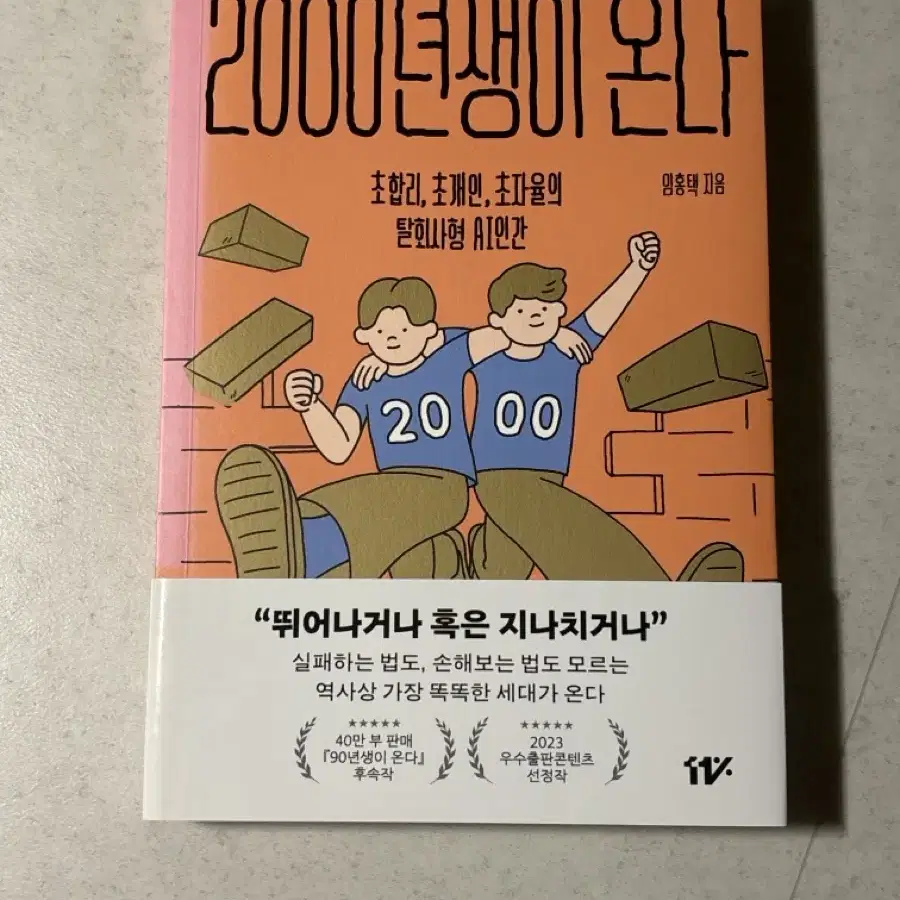 2000년생이 온다
초합리, 초개인, 초자율의
탈회사형 AI인간
임홍택 지음
20 00
“뛰어나거나 혹은 지나치거나”
실패하는 법도, 손해보는 법도 모르는
역사상 가장 똑똑한 세대가 온다
★★★★★
40만 부 판매
『90년생이 온다』
후속작
★★★★★
2023
우수출판콘텐츠
선정작
11%